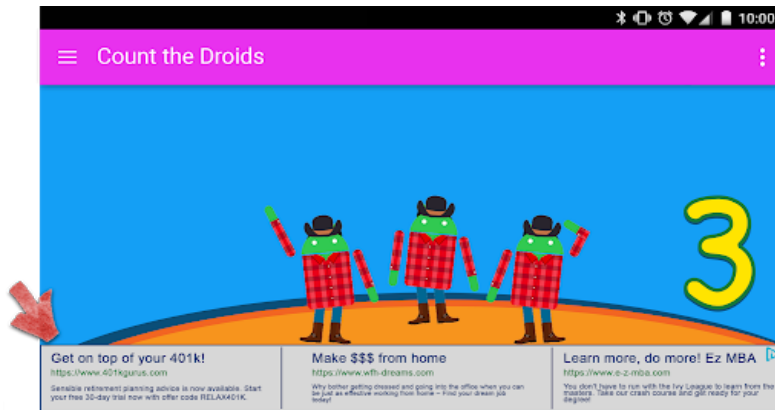 10:00
Count the Droids
3
Get on top of your 401k!
https://www.401kgurus.com
Sensible retirement planning advice is now available. Start
your free 30-day trial now with offer code RELAX401K.
Make $$$ from home
https://www.wfh-dreams.com
Why bother getting dressed and going into the office when you can
be just as effective working from home – Find your dream job
today!
Learn more, do more! Ez MBA
https://www.e-z-mba.com
You don't have to run with the Ivy League to learn from the
masters. Take our crash course and get ready for your
degree!